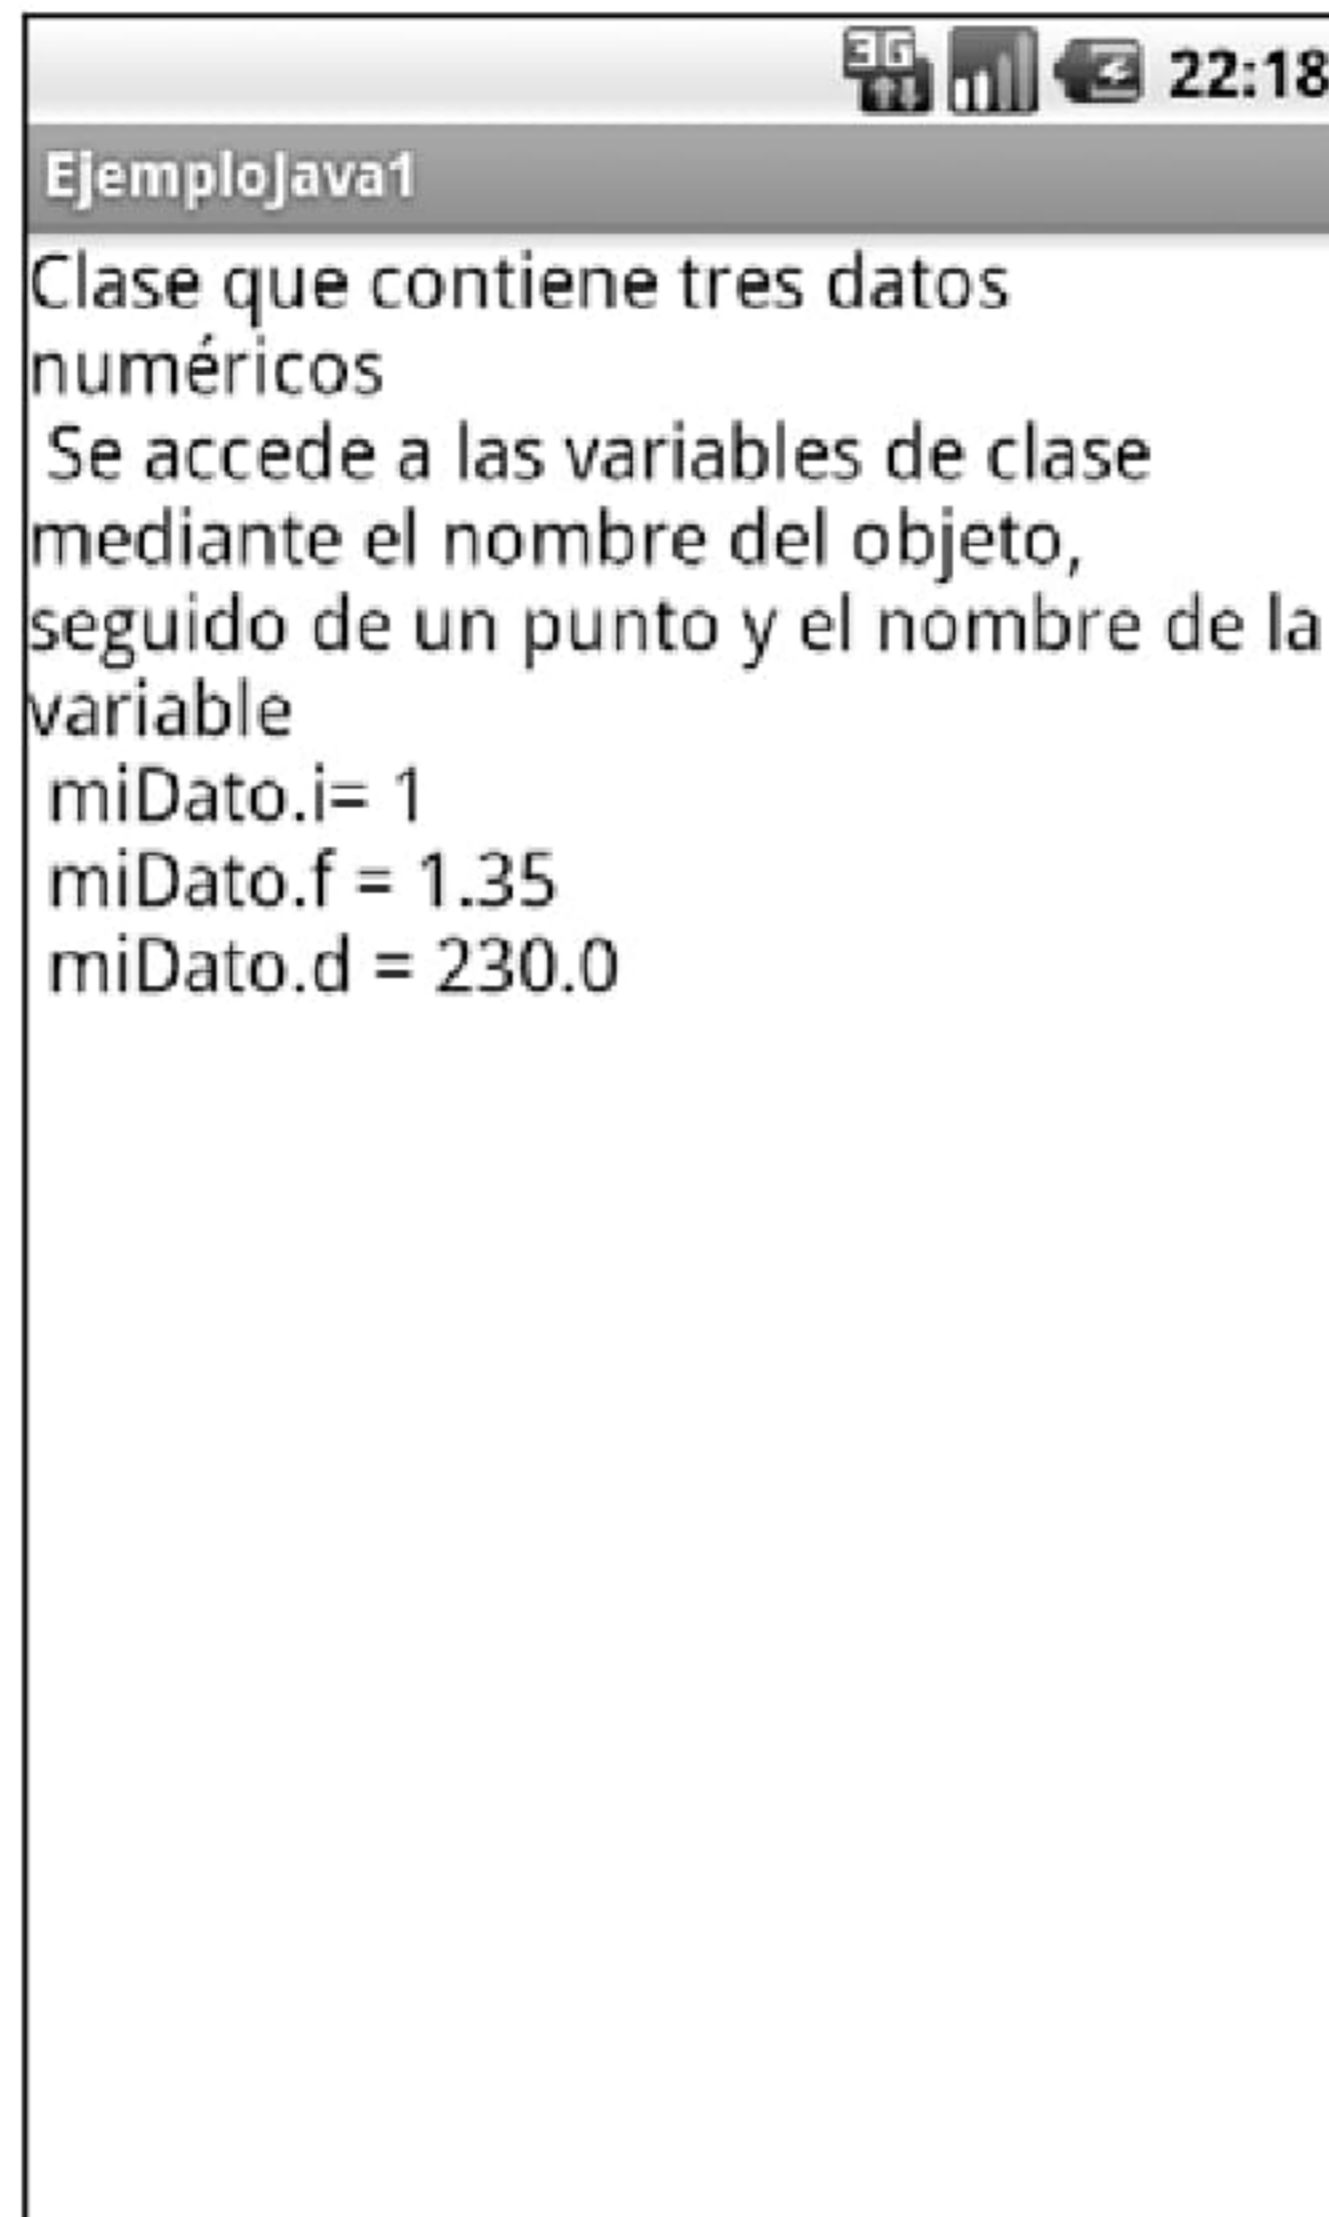 3G 22:18
EjemploJava1
Clase que contiene tres datos
numéricos
Se accede a las variables de clase
mediante el nombre del objeto,
seguido de un punto y el nombre de la
variable
miDato.i= 1
miDato.f = 1.35
miDato.d = 230.0